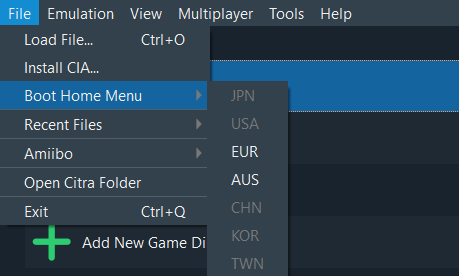 File Emulation View Multiplayer Tools Help
Load File... Ctrl+O
Install CIA...
Boot Home Menu
Recent Files
Amiibo
Open Citra Folder
Exit Ctrl+Q
JPN
USA
EUR
AUS
CHN
KOR
TWN
Add New Game Di